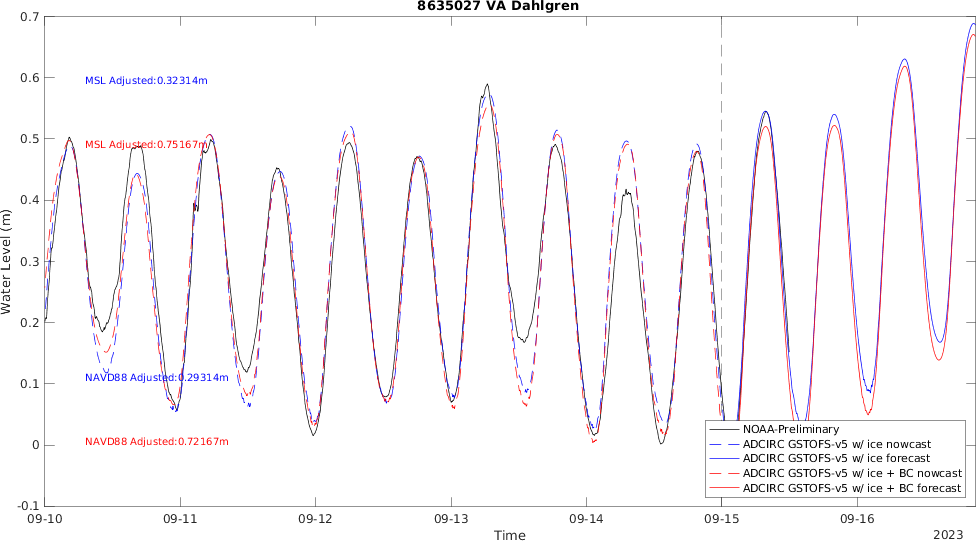 8635027 VA Dahlgren
0.7
0.6
0.5
0.4
0.3
0.2
0.1
0
-0.1
Water Level (m)
MSL Adjusted:0.32314m
MSL Adjusted:0.75167m
NAVD88 Adjusted:0.29314m
NAVD88 Adjusted:0.72167m
NOAA-Preliminary
ADCIRC GSTOFS-v5 w/ ice nowcast
ADCIRC GSTOFS-v5 w/ ice forecast
ADCIRC GSTOFS-v5 w/ ice + BC nowcast
ADCIRC GSTOFS-v5 w/ ice + BC forecast
09-10 09-11 09-12 09-13 09-14 09-15 09-16
Time
2023